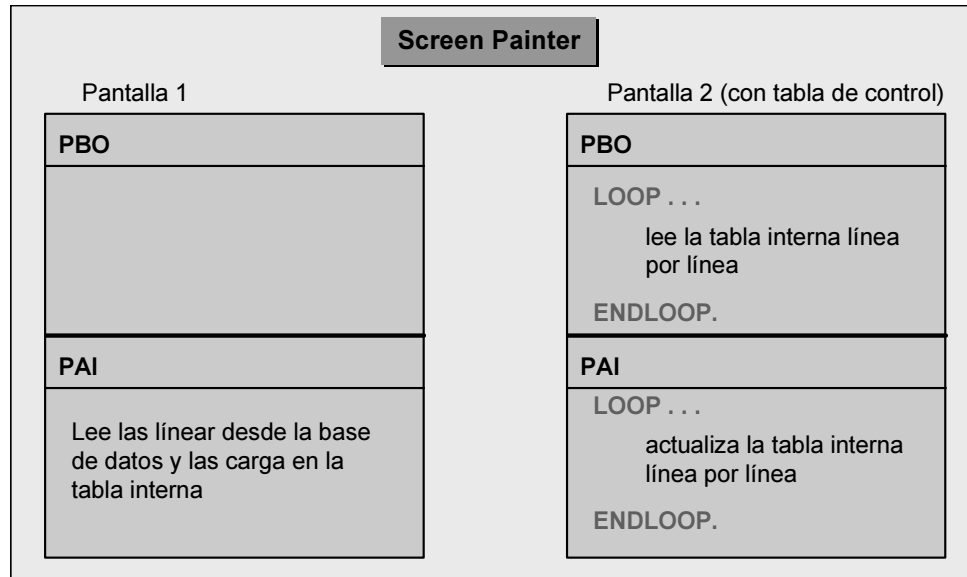 Screen Painter
Pantalla 1
PBO
PAI
Lee las línear desde la base
de datos y las carga en la
tabla interna
Pantalla 2 (con tabla de control)
PBO
LOOP . . .
lee la tabla interna línea
por línea
ENDLOOP.
PAI
LOOP . . .
actualiza la tabla interna
línea por línea
ENDLOOP.